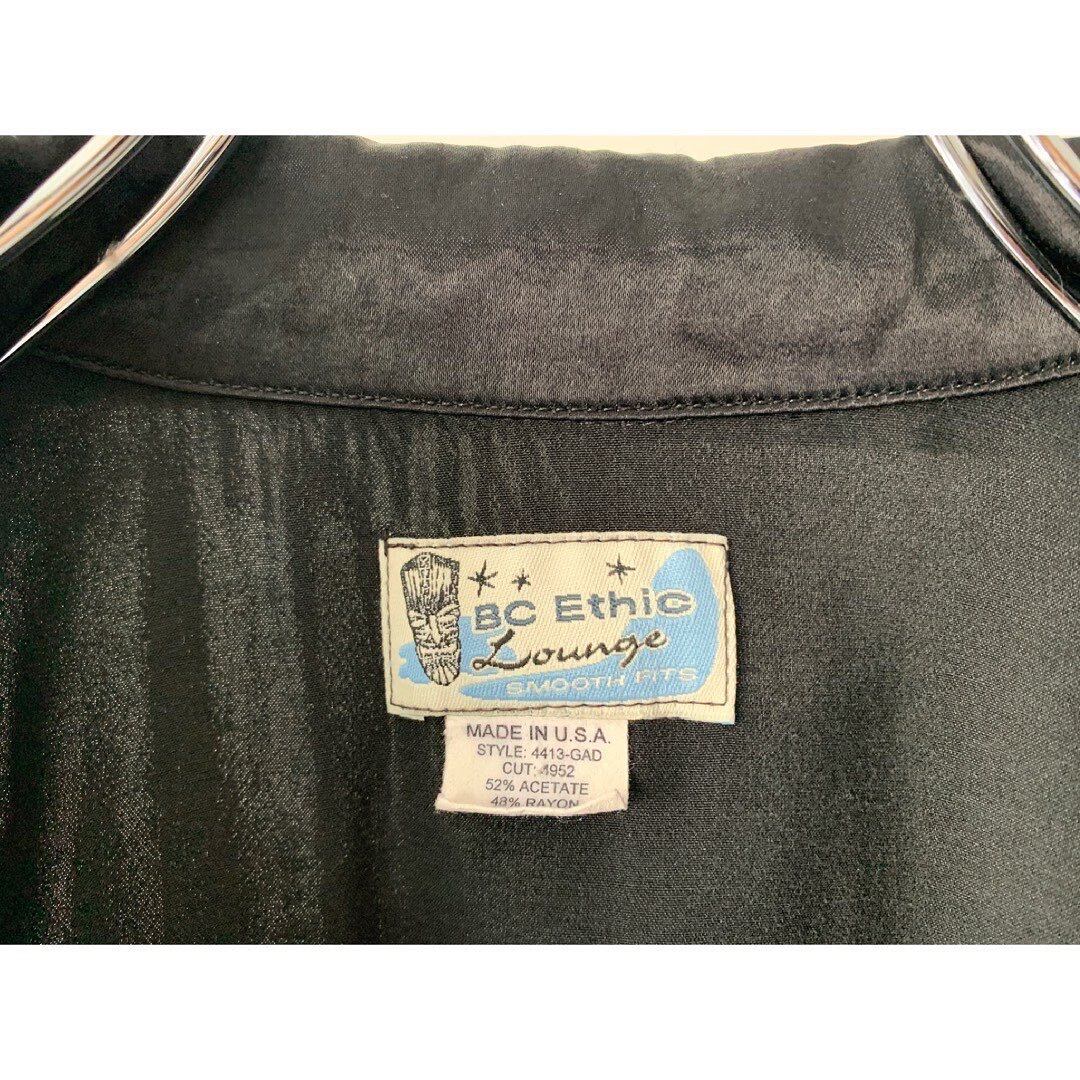 BC Ethic
Lounge
SMOOTH FITS
MADE IN U.S.A.
STYLE: 4413-GAD
CUT: 4952
52% ACETATE
48% RAYON